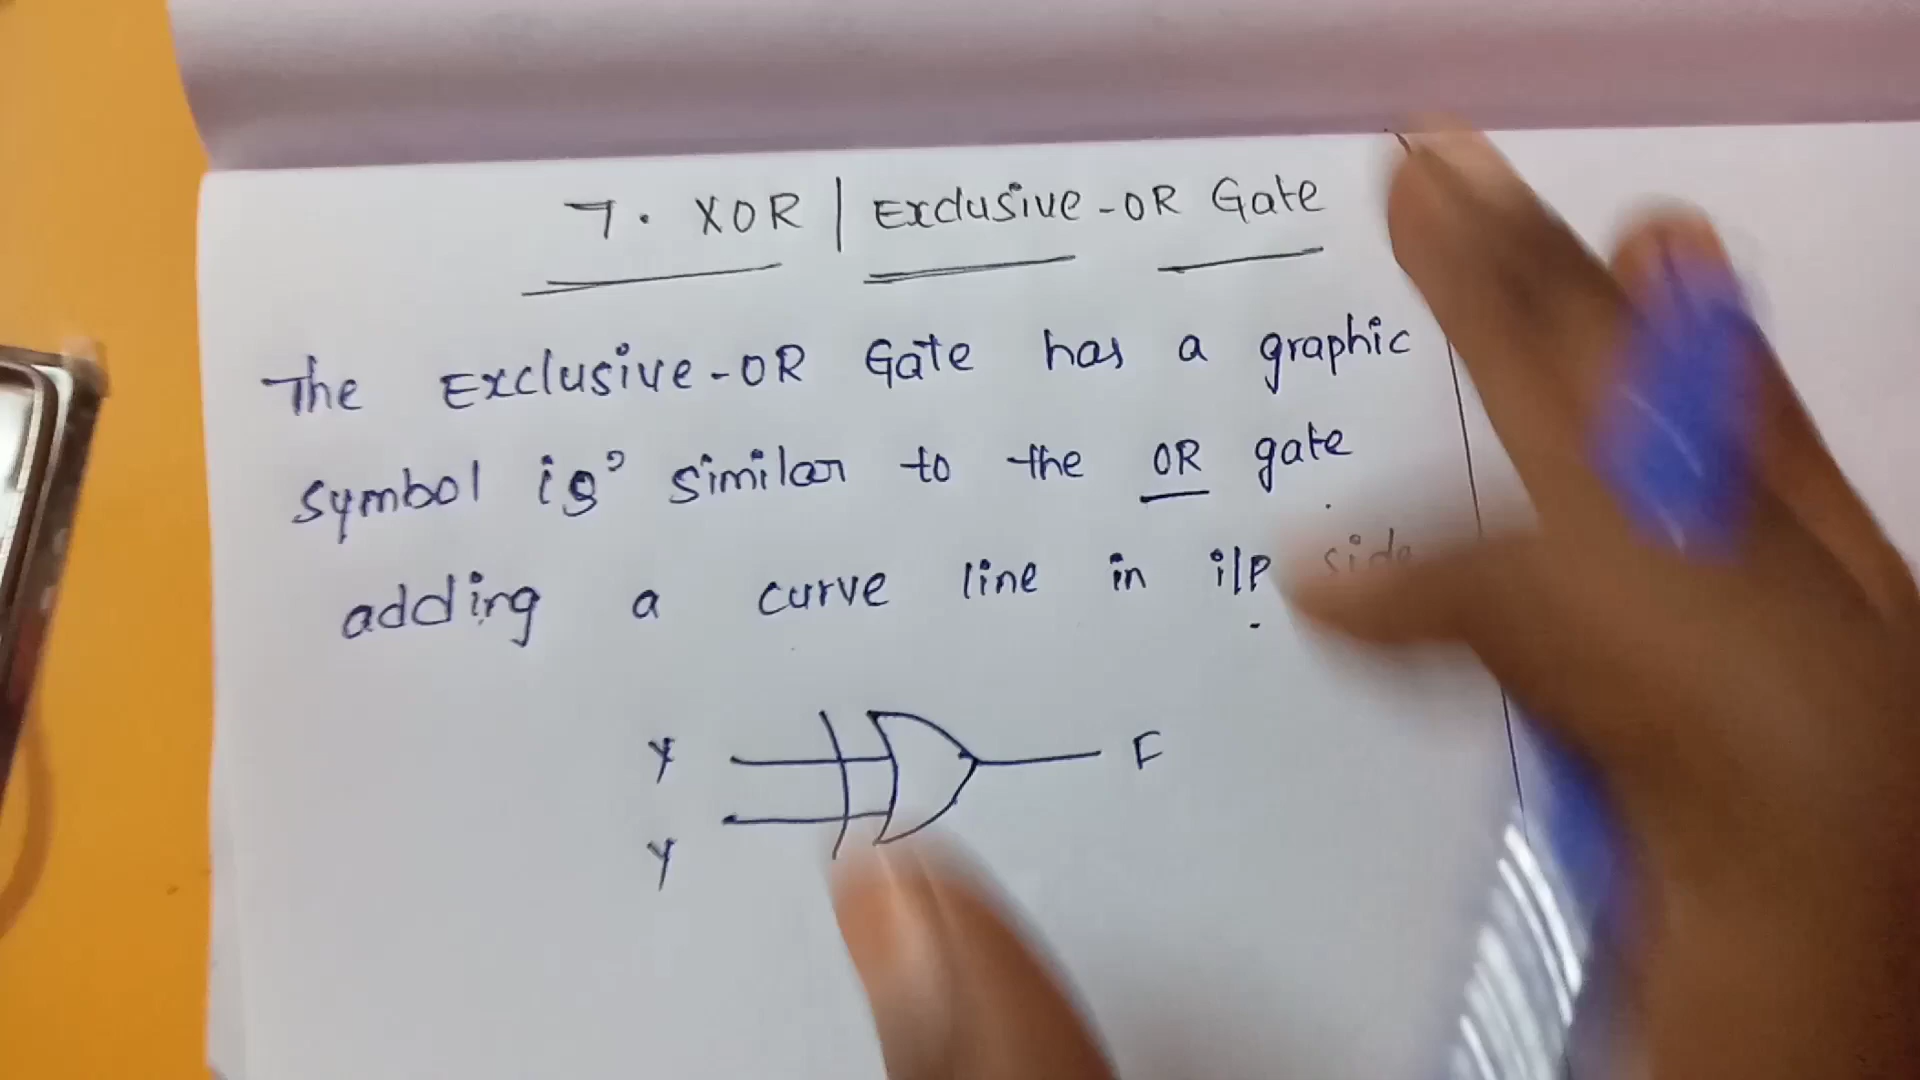 7. XOR | Exclusive-OR Gate
The Exclusive-OR Gate has a graphic
symbol is similar to the OR gate
adding a curve line in i/p side
X
F
Y